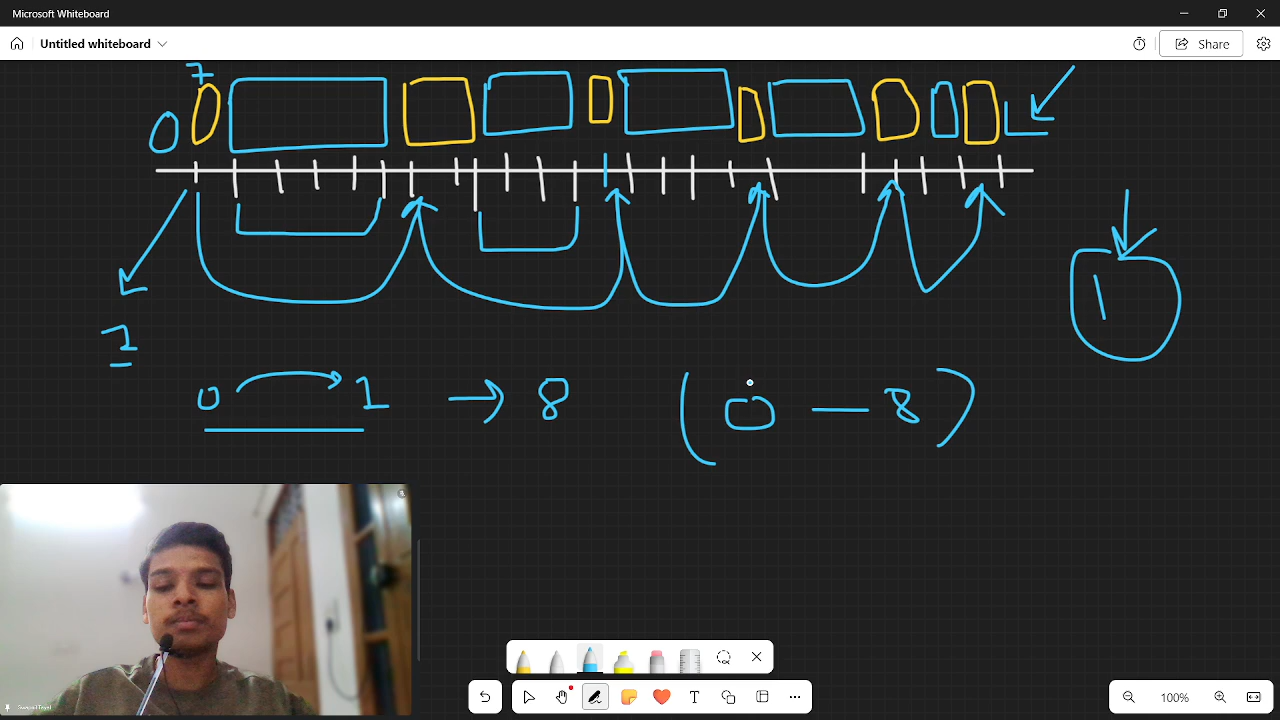 Microsoft Whiteboard
Untitled whiteboard
Share
7
0
1
1
0 1 → 8 (0 — 8)
100%